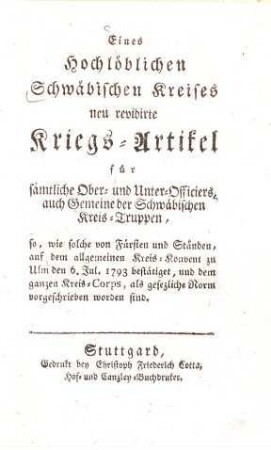 Eines
Hochlöblichen
Schwäbischen Kreises
neu revidirte
Kriegs-Artikel
für
sämtliche Ober- und Unter-Officiers,
auch Gemeine der Schwäbischen
Kreis-Truppen,
so, wie solche von Fürsten und Ständen,
auf dem allgemeinen Kreis-Konvent zu
Ulm den 6. Jul. 1793 bestätiget, und dem
ganzen Kreis-Corps, als gesezliche Norm
vorgeschrieben worden sind.
Stuttgard,
Gedrukt bey Christoph Friederich Cotta,
Hof- und Canzley-Buchdruker.